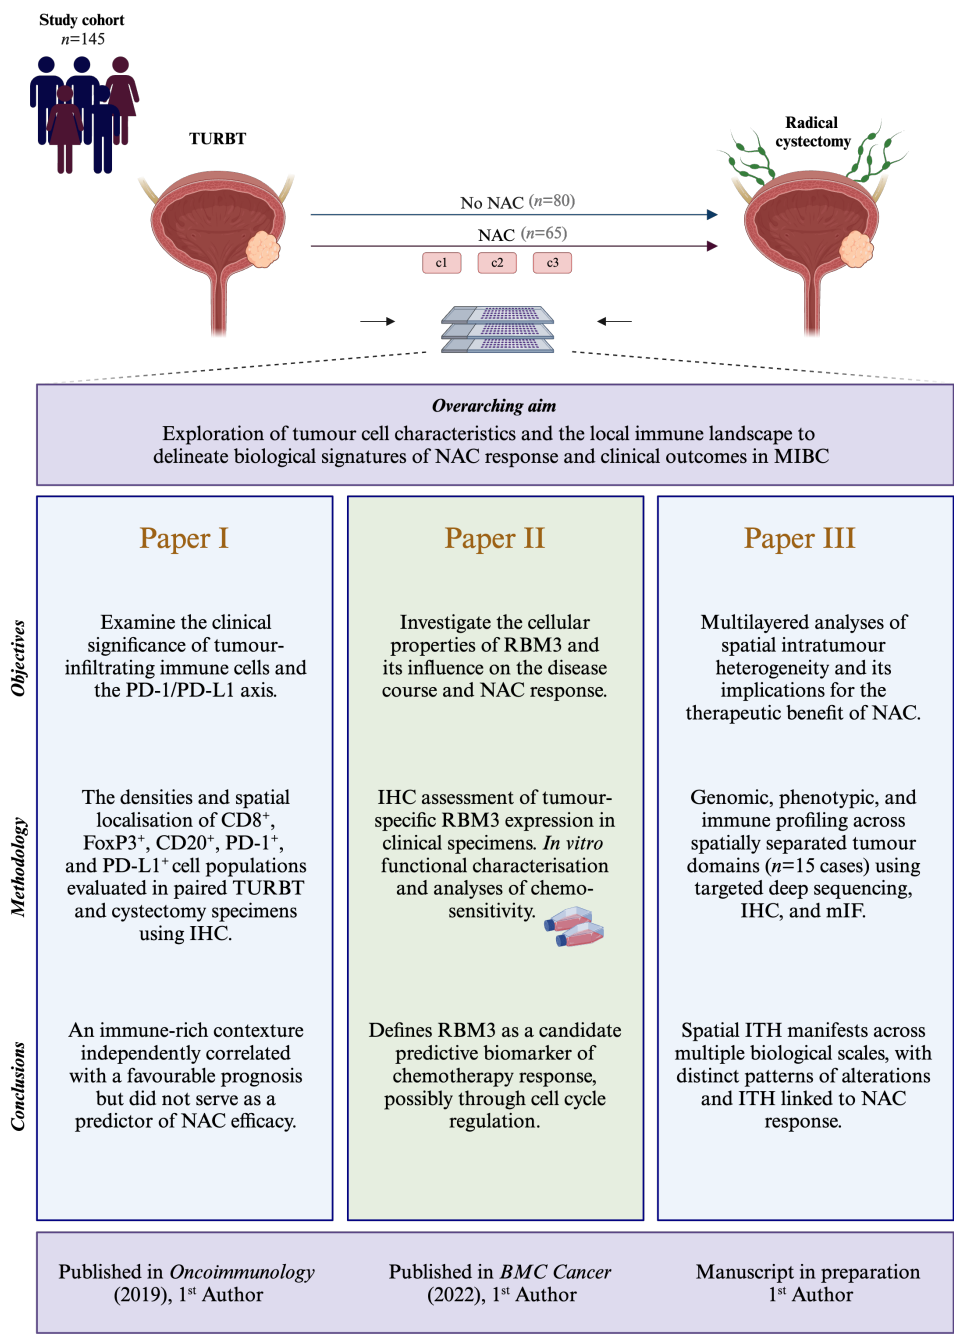 Study cohort
n=145
TURBT
Radical
cystectomy
No NAC (n=80)
NAC (n=65)
c1 c2 c3
Overarching aim
Exploration of tumour cell characteristics and the local immune landscape to
delineate biological signatures of NAC response and clinical outcomes in MIBC
Paper I
Objectives
Examine the clinical
significance of tumour-
infiltrating immune cells and
the PD-1/PD-L1 axis.
Methodology
The densities and spatial
localisation of CD8⁺,
FoxP3⁺, CD20⁺, PD-1⁺,
and PD-L1⁺ cell populations
evaluated in paired TURBT
and cystectomy specimens
using IHC.
Conclusions
An immune-rich contexture
independently correlated
with a favourable prognosis
but did not serve as a
predictor of NAC efficacy.
Published in Oncoimmunology
(2019), 1ˢᵗ Author
Paper II
Investigate the cellular
properties of RBM3 and
its influence on the disease
course and NAC response.
IHC assessment of tumour-
specific RBM3 expression in
clinical specimens. In vitro
functional characterisation
and analyses of chemo-
sensitivity.
Defines RBM3 as a candidate
predictive biomarker of
chemotherapy response,
possibly through cell cycle
regulation.
Published in BMC Cancer
(2022), 1ˢᵗ Author
Paper III
Multilayered analyses of
spatial intratumour
heterogeneity and its
implications for the
therapeutic benefit of NAC.
Genomic, phenotypic, and
immune profiling across
spatially separated tumour
domains (n=15 cases) using
targeted deep sequencing,
IHC, and mIF.
Spatial ITH manifests across
multiple biological scales, with
distinct patterns of alterations
and ITH linked to NAC
response.
Manuscript in preparation
1ˢᵗ Author